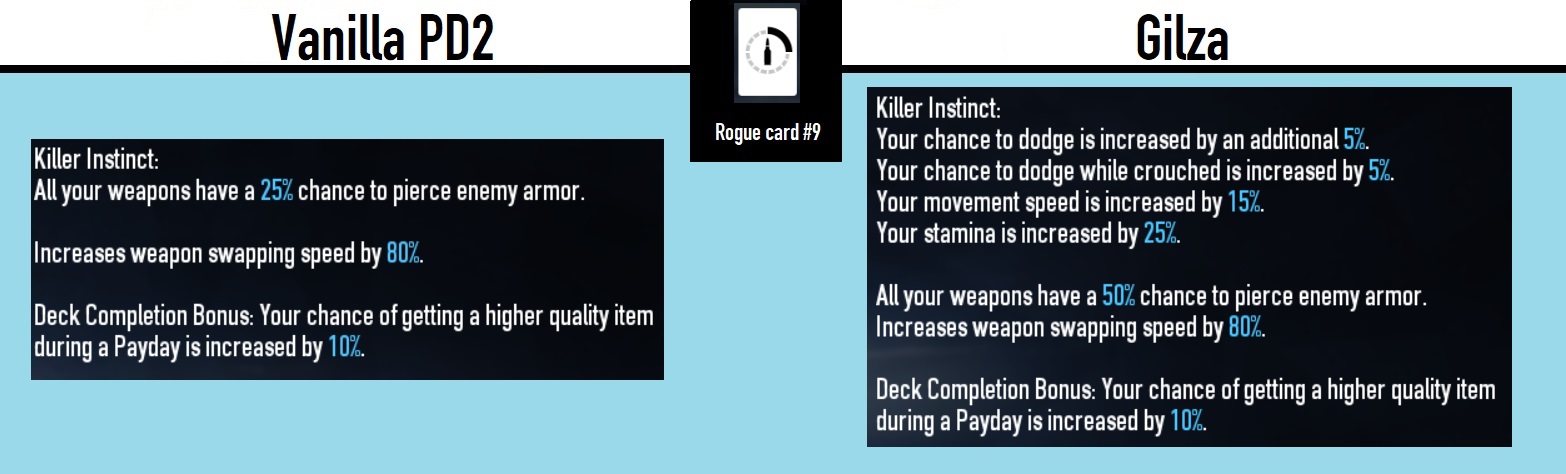 Vanilla PD2
Killer Instinct:
All your weapons have a 25% chance to pierce enemy armor.
Increases weapon swapping speed by 80%.
Deck Completion Bonus: Your chance of getting a higher quality item
during a Payday is increased by 10%.
Rogue card #9
Gilza
Killer Instinct:
Your chance to dodge is increased by an additional 5%.
Your chance to dodge while crouched is increased by 5%.
Your movement speed is increased by 15%.
Your stamina is increased by 25%.
All your weapons have a 50% chance to pierce enemy armor.
Increases weapon swapping speed by 80%.
Deck Completion Bonus: Your chance of getting a higher quality item
during a Payday is increased by 10%.